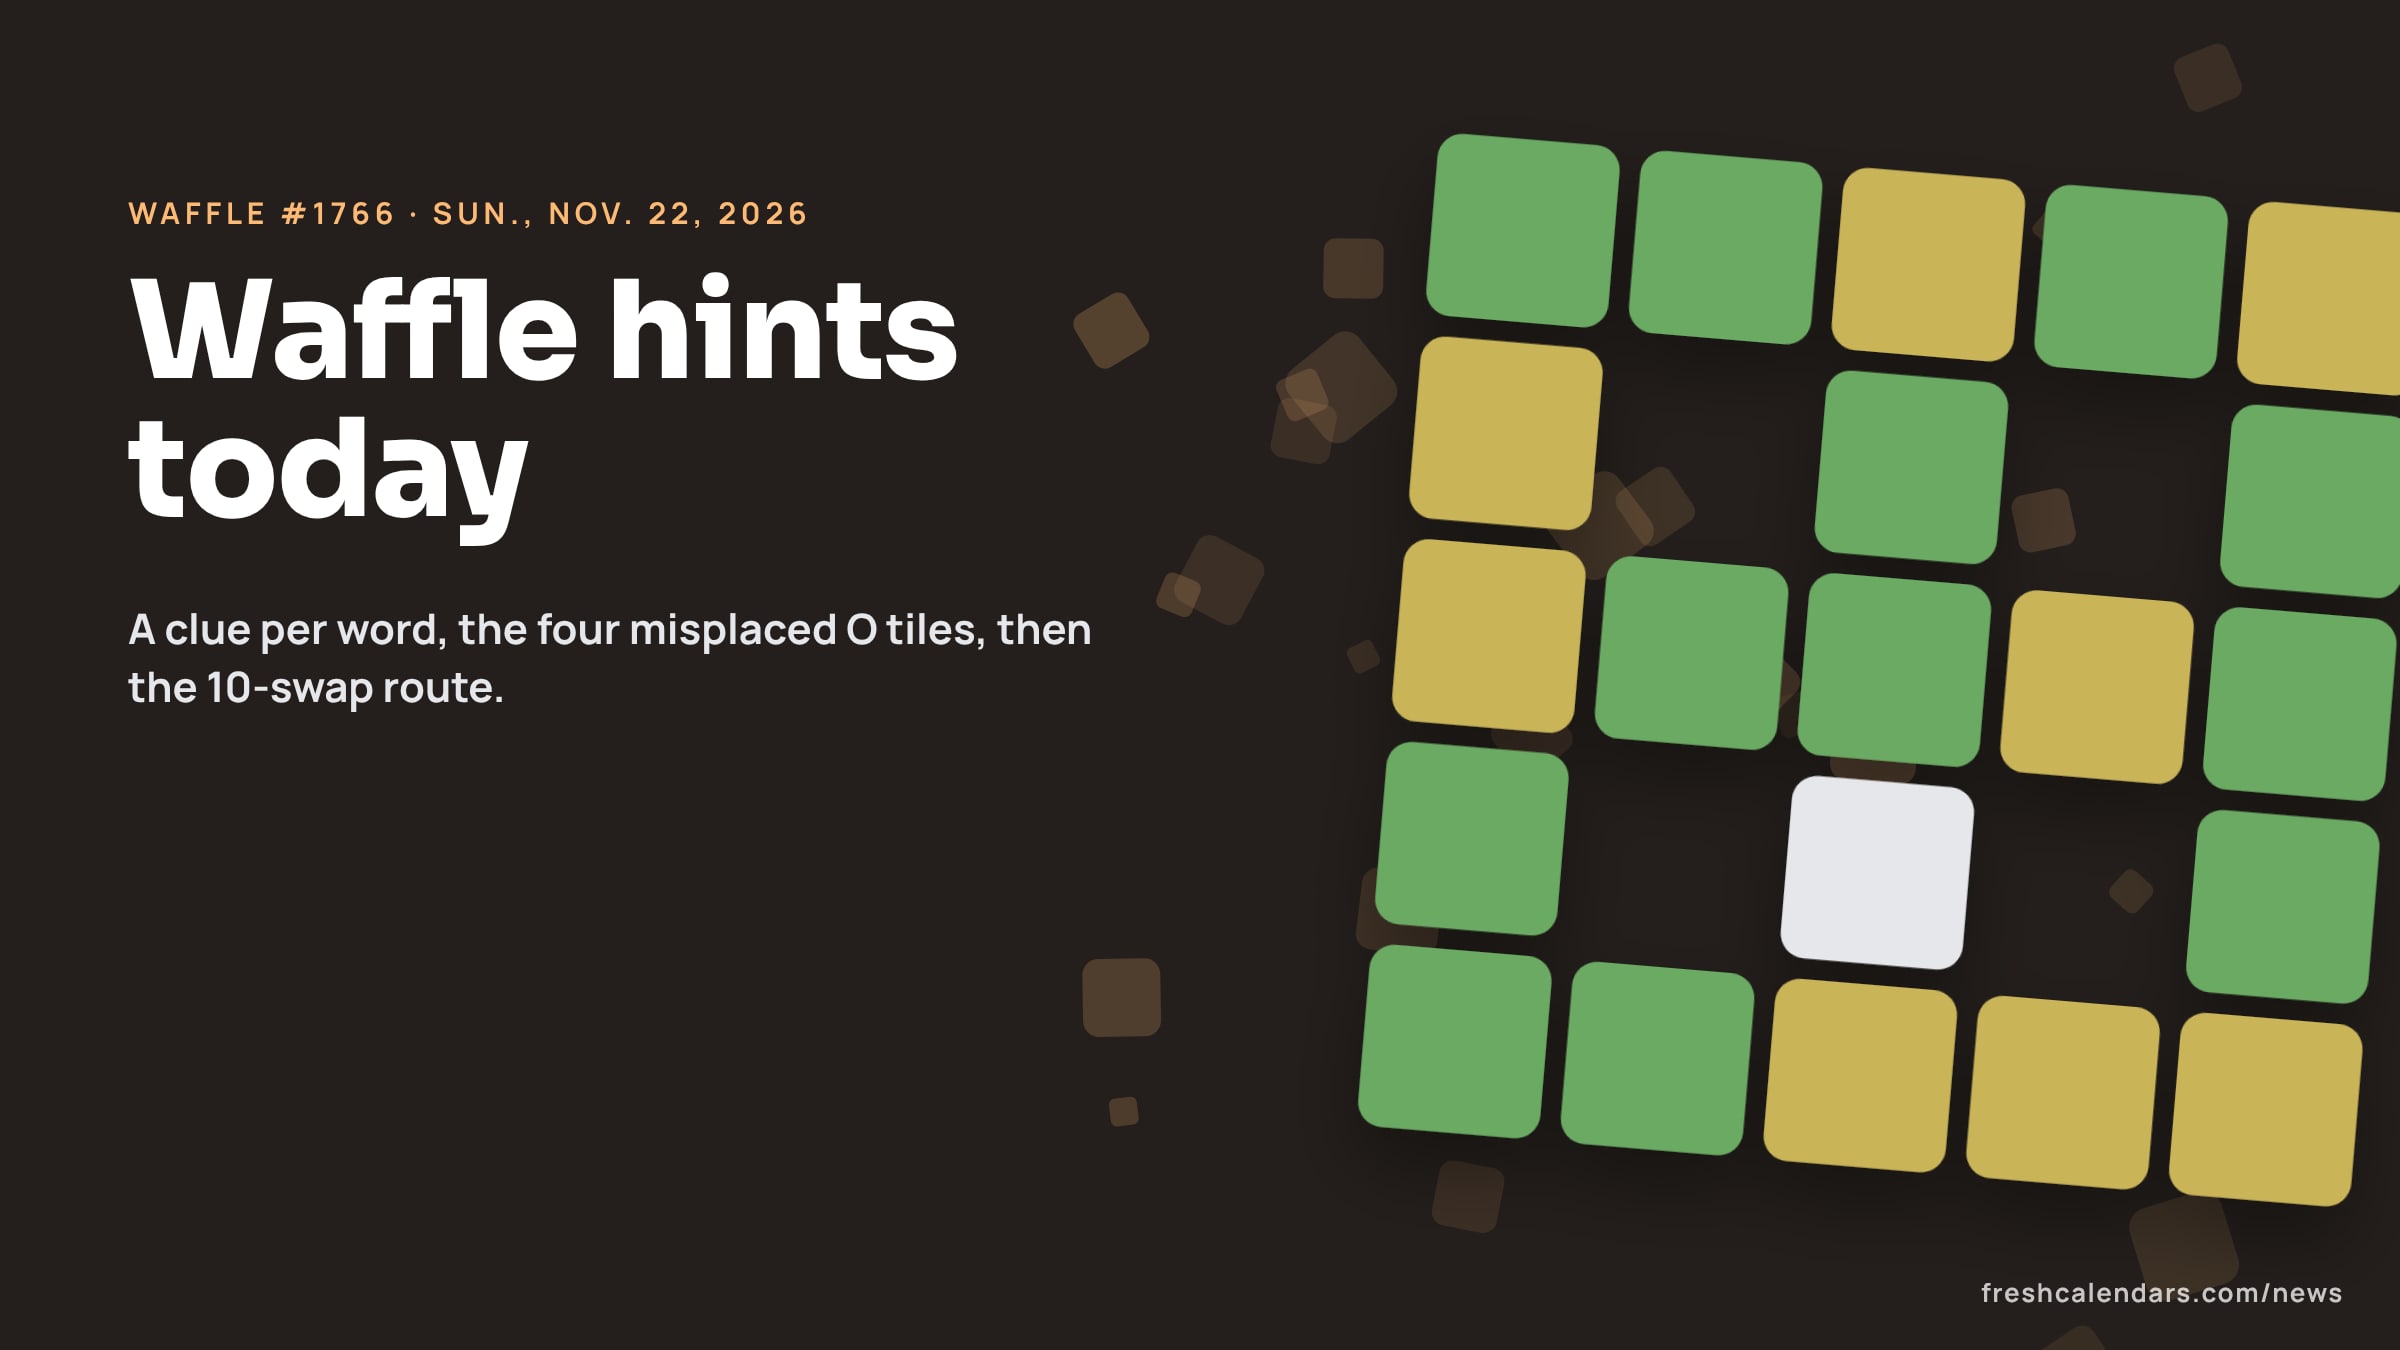 WAFFLE #1766 · SUN., NOV. 22, 2026
Waffle hints
today
A clue per word, the four misplaced O tiles, then
the 10-swap route.
freshcalendars.com/news